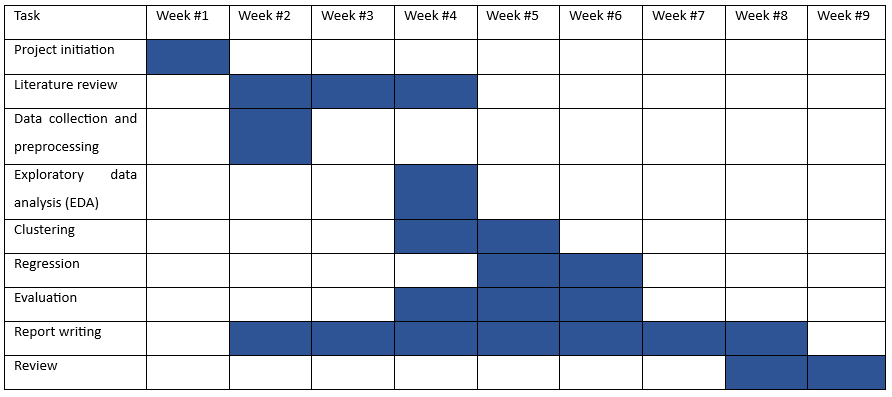 Task Week #1 Week #2 Week #3 Week #4 Week #5 Week #6 Week #7 Week #8 Week #9
Project initiation
Literature review
Data collection and
preprocessing
Exploratory data
analysis (EDA)
Clustering
Regression
Evaluation
Report writing
Review